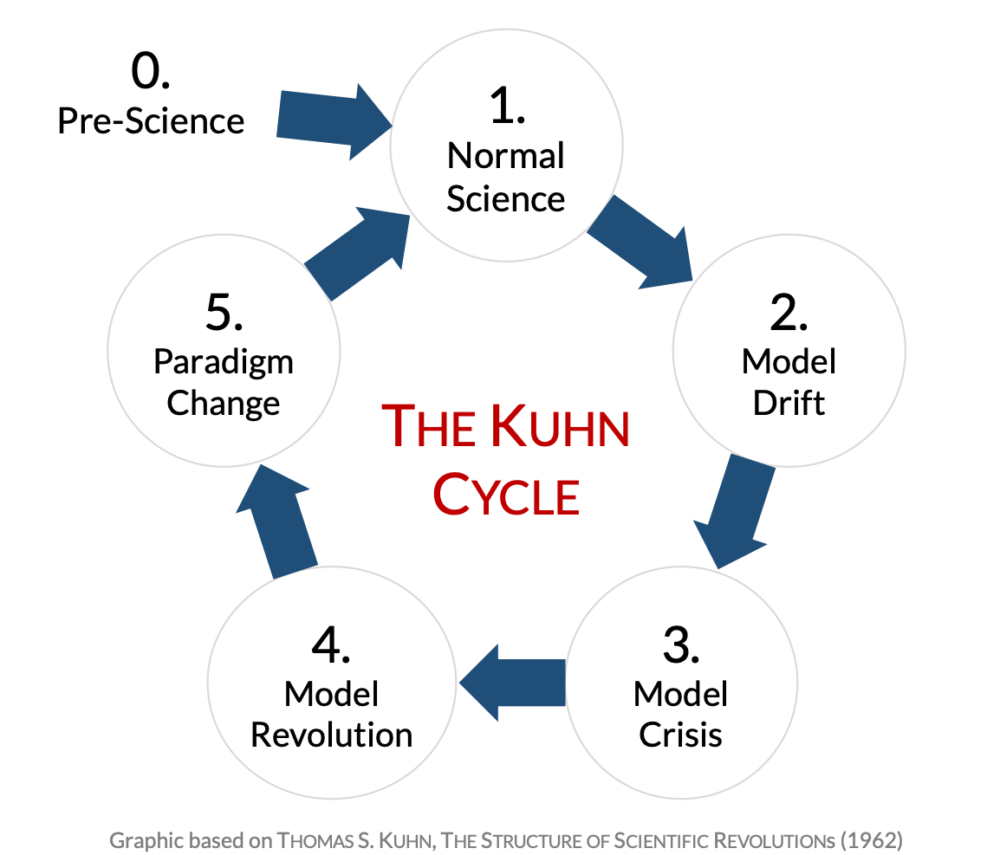 0.
Pre-Science
1.
Normal
Science
2.
Model
Drift
3.
Model
Crisis
4.
Model
Revolution
5.
Paradigm
Change
THE KUHN
CYCLE
Graphic based on THOMAS S. KUHN, THE STRUCTURE OF SCIENTIFIC REVOLUTIONs (1962)